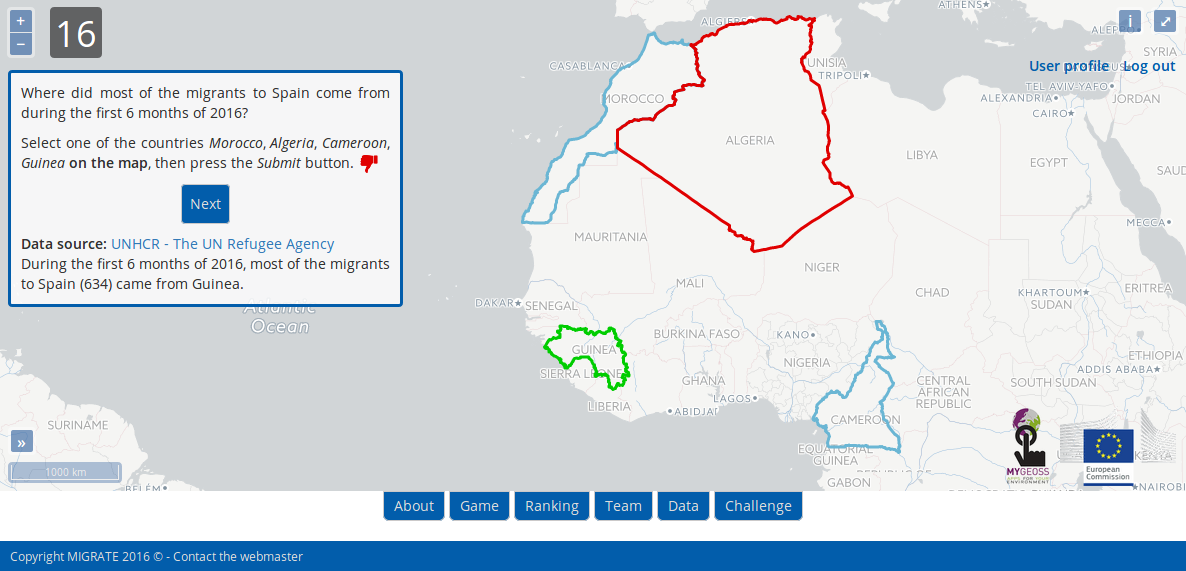 +
−
16
i
User profile Log out
Where did most of the migrants to Spain come from
during the first 6 months of 2016?
Select one of the countries Morocco, Algeria, Cameroon,
Guinea on the map, then press the Submit button.
Next
Data source: UNHCR - The UN Refugee Agency
During the first 6 months of 2016, most of the migrants
to Spain (634) came from Guinea.
ATHENS
ALGIERS
SYRIA
CASABLANCA
TUNISIA
TRIPOLI
TEL AVIV-YAFO
MOROCCO
ALEXANDRIA
JORDAN
CAIRO
ALGERIA
LIBYA
EGYPT
SAUD
MECCA
MAURITANIA
NIGER
MALI
CHAD
KHARTOUM
SUDAN
ERITREA
DAKAR
SENEGAL
Atlantic
Ocean
BURKINA FASO
KANO
GUINEA
NIGERIA
ETHIOPIA
SIERRA LEONE
GHANA
ADDIS ABABA
CENTRAL
AFRICAN
REPUBLIC
SOUTH SUDAN
LAGOS
LIBERIA
ABIDJAN
CAMEROON
SURINAME
EQUATORIAL
GUINEA
KENYA
GABON
NAIROBI
»
1000 km
BELÉM
MYGEOSS
APPS FOR YOUR
ENVIRONMENT
European
Commission
About
Game
Ranking
Team
Data
Challenge
Copyright MIGRATE 2016 © - Contact the webmaster